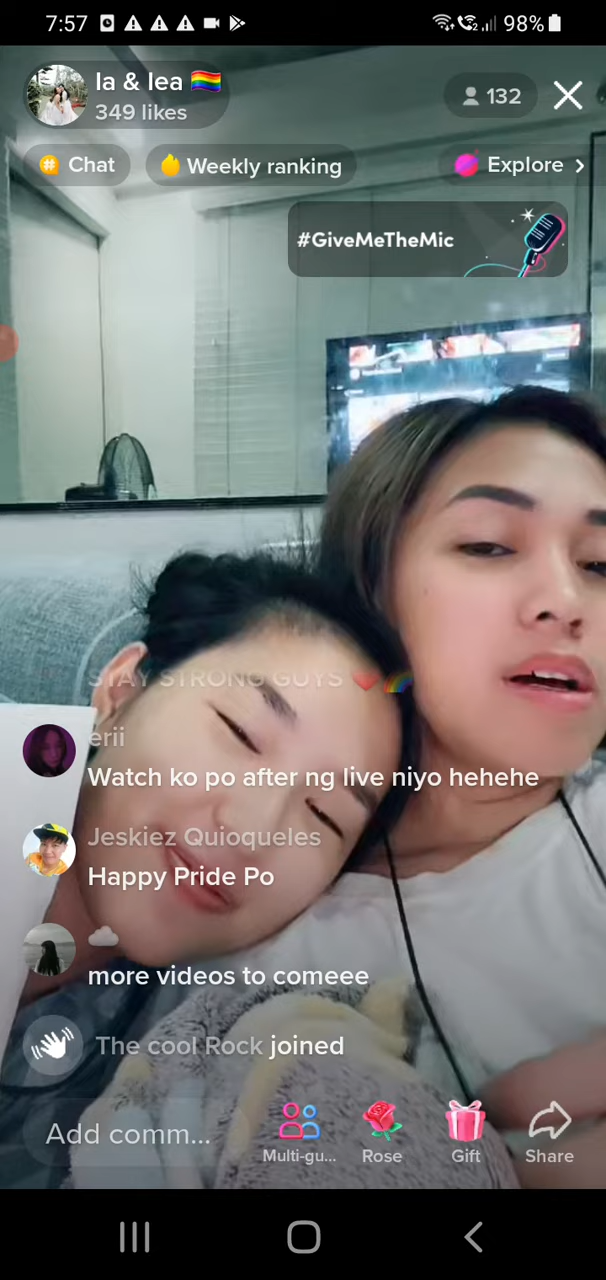 7:57
98%
la & lea 🏳️‍🌈
349 likes
132
Chat
Weekly ranking
Explore >
#GiveMeTheMic
STAY STRONG GUYS ❤️🌈
erii
Watch ko po after ng live niyo hehehe
Jeskiez Quioqueles
Happy Pride Po
☁️
more videos to comeee
The cool Rock joined
Add comm...
Multi-gu...
Rose
Gift
Share